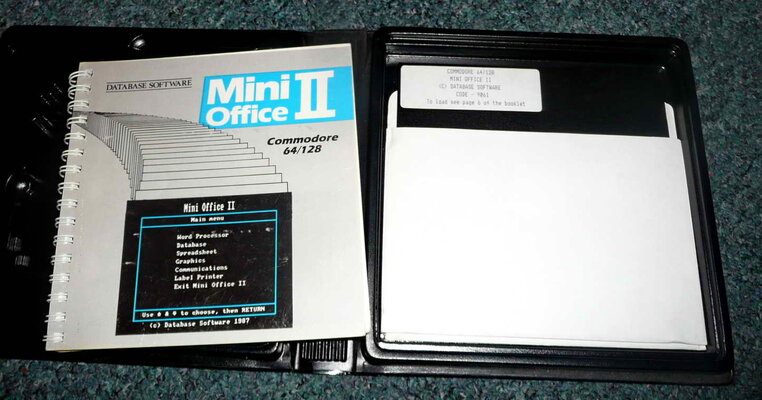 DATABASE SOFTWARE
Mini
Office II
Commodore
64/128
Mini Office II
Main menu
Word Processor
Database
Spreadsheet
Graphics
Communications
Label Printer
Exit Mini Office II
Use ↑ & ↓ to choose, then RETURN
(c) Database Software 1987
COMMODORE 64/128
MINI OFFICE II
(C) DATABASE SOFTWARE
CODE - 9061
To load see page 6 of the booklet